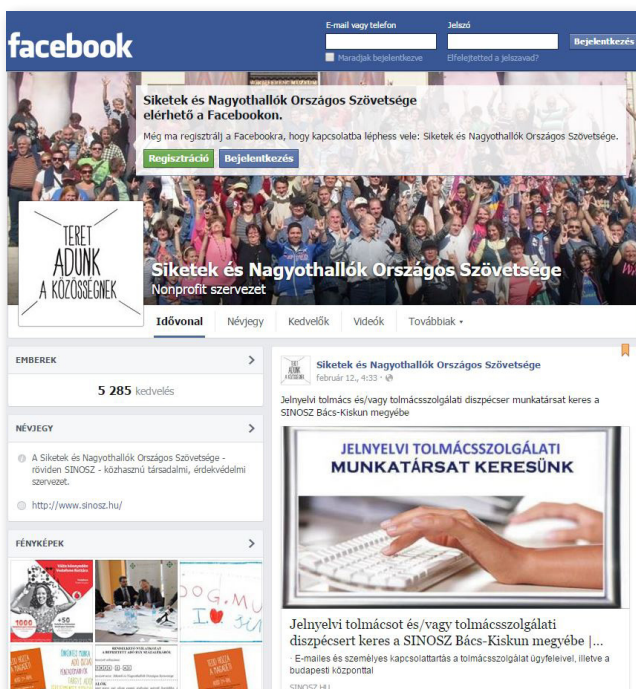 facebook
E-mail vagy telefon
Jelszó
Bejelentkezés
Maradjak bejelentkezve
Elfelejtetted a jelszavad?
Siketek és Nagyothallók Országos Szövetsége
elérhető a Facebookon.
Még ma regisztrálj a Facebookra, hogy kapcsolatba léphess vele: Siketek és Nagyothallók Országos Szövetsége.
Regisztráció
Bejelentkezés
TERET
ADUNK
A KÖZÖSSÉGNEK
Siketek és Nagyothallók Országos Szövetsége
Nonprofit szervezet
Idővonal
Névjegy
Kedvelők
Videók
Továbbiak
EMBEREK
5 285 kedvelés
NÉVJEGY
A Siketek és Nagyothallók Országos Szövetsége -
röviden SINOSZ - közhasznú társadalmi, érdekvédelmi
szervezet.
http://www.sinosz.hu/
FÉNYKÉPEK
1000
+50
Siketek és Nagyothallók Országos Szövetsége
február 12., 4:33 ·
Jelnyelvi tolmács és/vagy tolmácsszolgálati diszpécser munkatársat keres a
SINOSZ Bács-Kiskun megyébe
JELNYELVI TOLMÁCSSZOLGÁLATI
MUNKATÁRSAT KERESÜNK
Jelnyelvi tolmácsot és/vagy tolmácsszolgálati
diszpécsert keres a SINOSZ Bács-Kiskun megyébe |...
· E-mailes és személyes kapcsolattartás a tolmácsszolgálat ügyfeleivel, illetve a
budapesti központtal
SINOSZ.HU